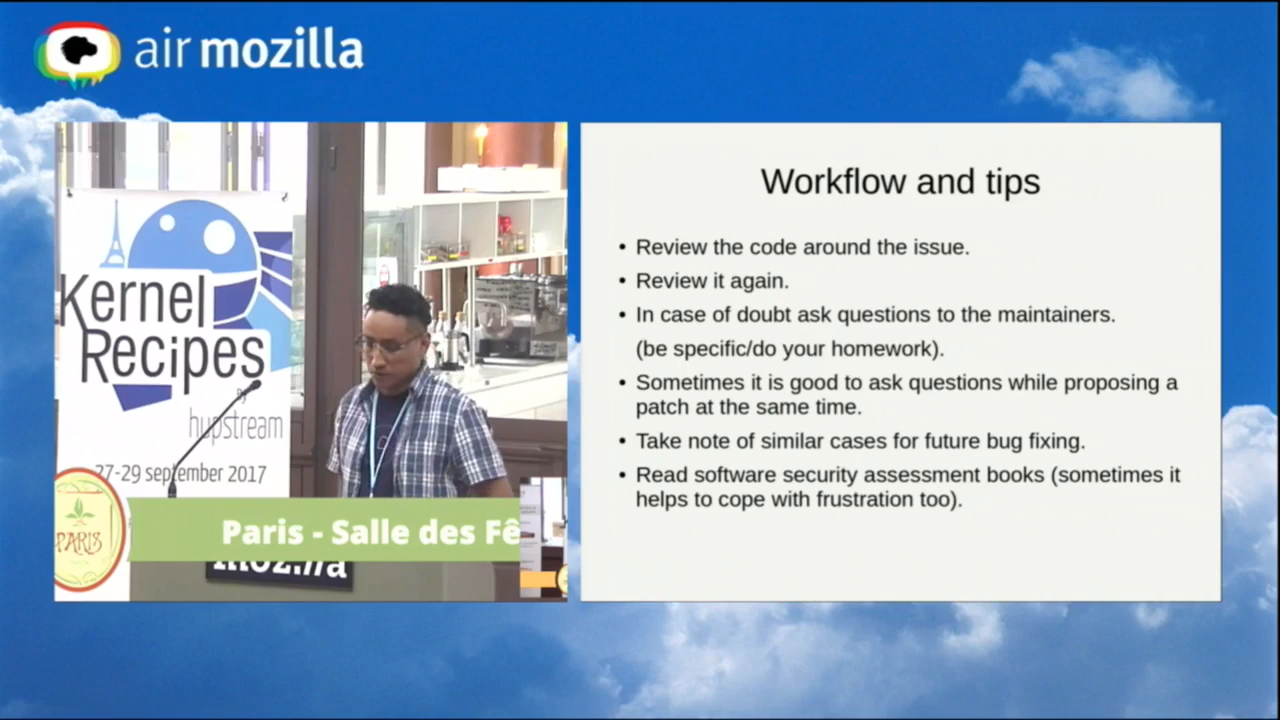 air mozilla
Kernel
Recipes
by
hupstream
27-29 september 2017
PARIS
Paris - Salle des Fê
moz://a
Workflow and tips
• Review the code around the issue.
• Review it again.
• In case of doubt ask questions to the maintainers.
(be specific/do your homework).
• Sometimes it is good to ask questions while proposing a
patch at the same time.
• Take note of similar cases for future bug fixing.
• Read software security assessment books (sometimes it
helps to cope with frustration too).